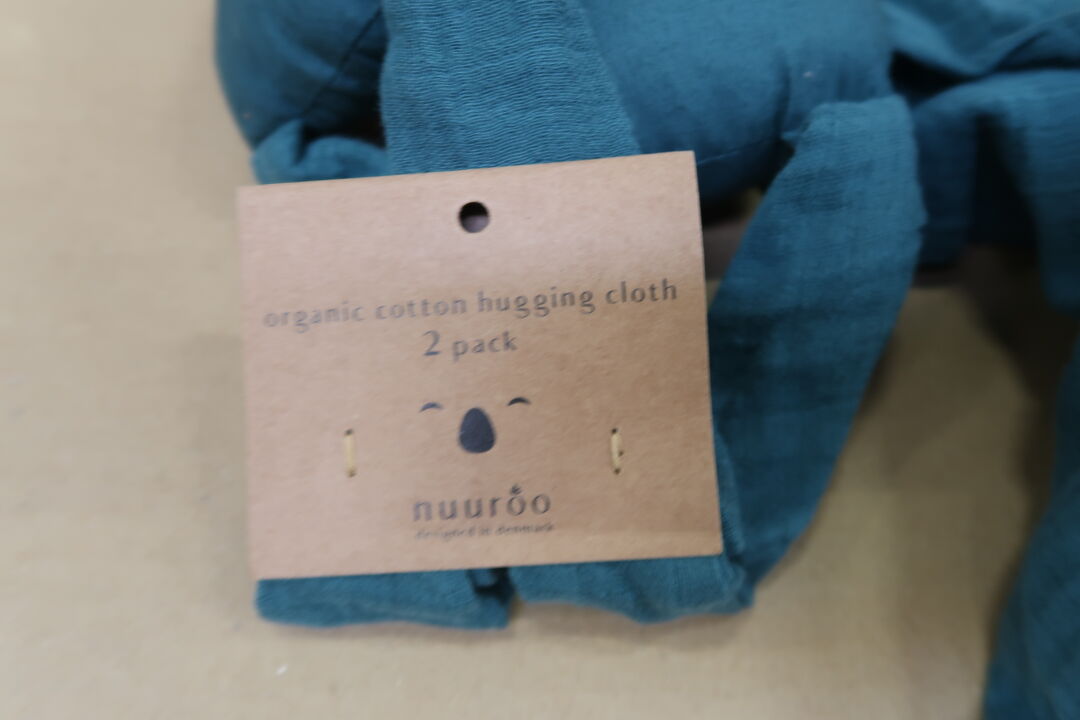 organic cotton hugging cloth
2 pack
nuuroo
designed in denmark